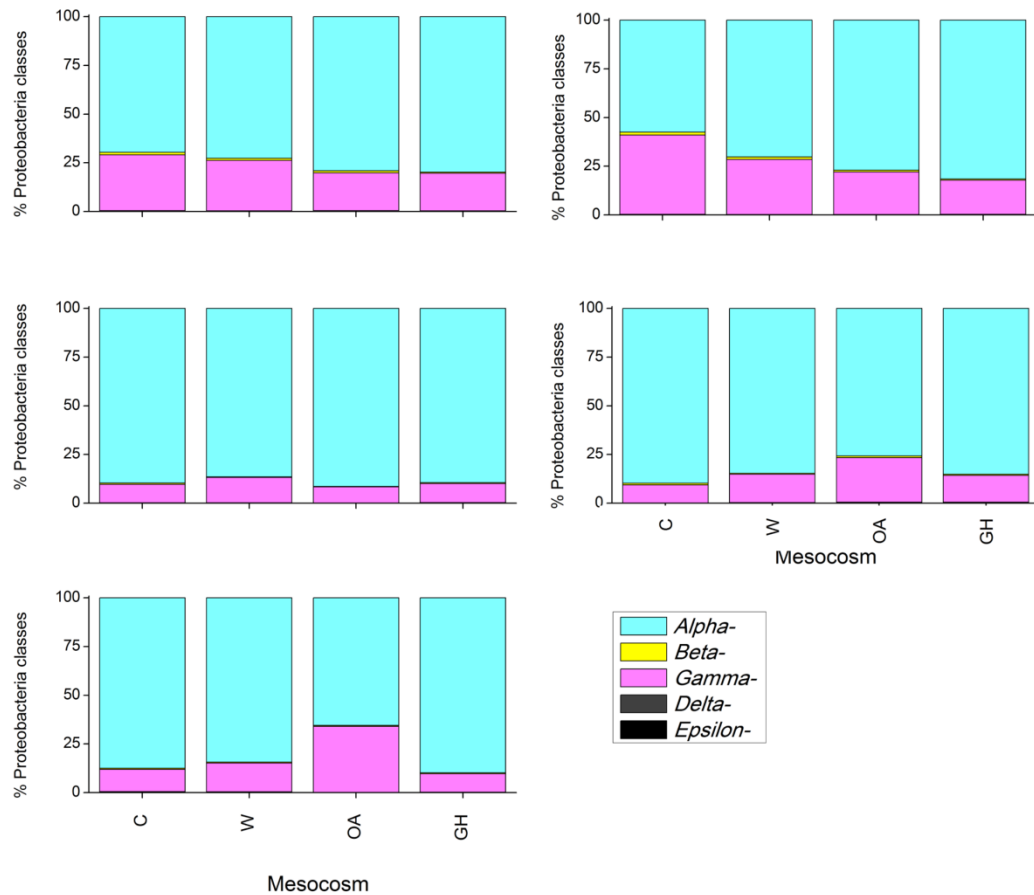 % Proteobacteria classes
100
75
50
25
0
% Proteobacteria classes
100
75
50
25
0
% Proteobacteria classes
100
75
50
25
0
% Proteobacteria classes
100
75
50
25
0
C
W
OA
GH
Mesocosm
% Proteobacteria classes
100
75
50
25
0
C
W
OA
GH
Mesocosm
Alpha-
Beta-
Gamma-
Delta-
Epsilon-